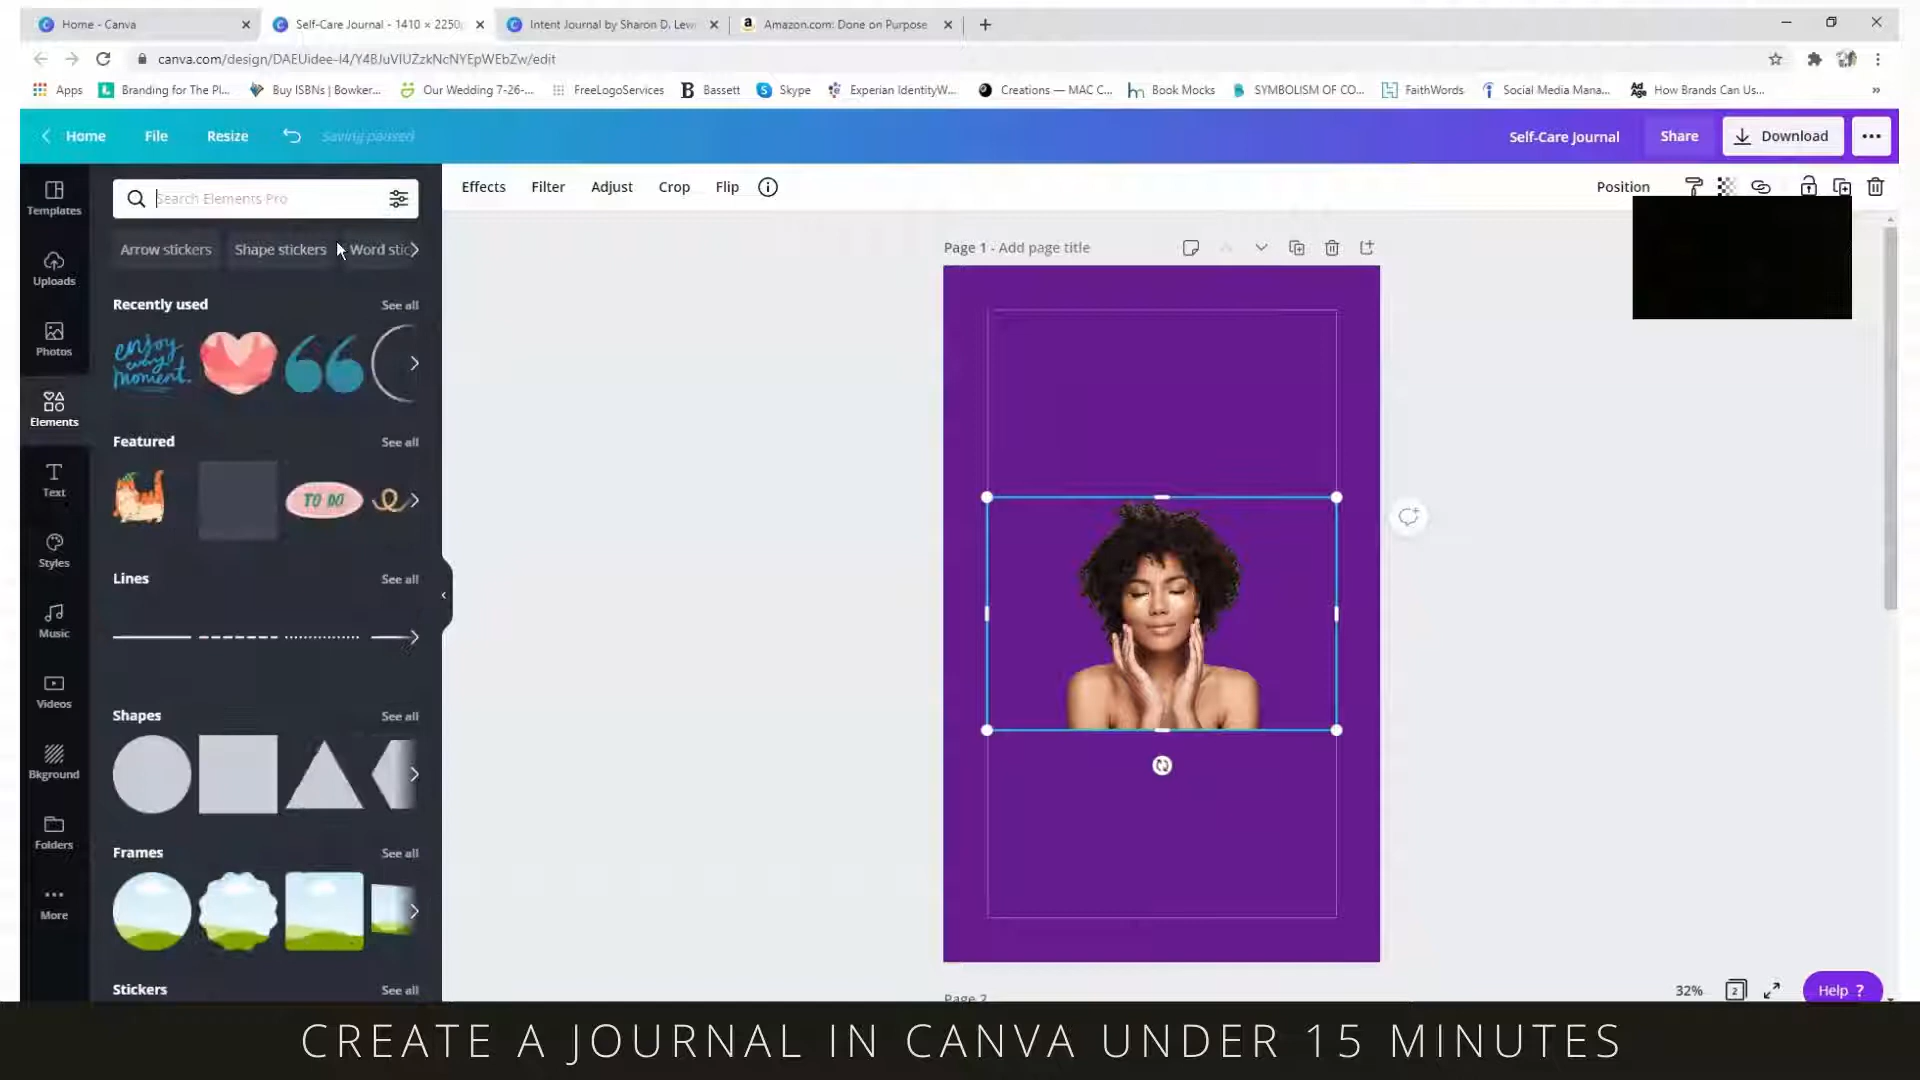 Home - Canva
Self-Care Journal - 1410 × 2250p
Intent Journal by Sharon D. Lew
Amazon.com: Done on Purpose
canva.com/design/DAEUidee-I4/Y4BJuVIUZzkNcNYEpWEbZw/edit
Apps
Branding for The Pl...
Buy ISBNs | Bowker...
Our Wedding 7-26-...
FreeLogoServices
Bassett
Skype
Experian IdentityW...
Creations — MAC C...
Book Mocks
SYMBOLISM OF CO...
FaithWords
Social Media Mana...
How Brands Can Us...
Home
File
Resize
Saving paused
Self-Care Journal
Share
Download
Templates
Uploads
Photos
Elements
Text
Styles
Music
Videos
Bkground
Folders
More
Search Elements Pro
Arrow stickers
Shape stickers
Word stic
Recently used
See all
enjoy
every
moment.
Featured
See all
TO DO
Lines
See all
Shapes
See all
Frames
See all
Stickers
See all
Effects
Filter
Adjust
Crop
Flip
Position
Page 1 - Add page title
Page 2
32%
2
Help ?
CREATE A JOURNAL IN CANVA UNDER 15 MINUTES